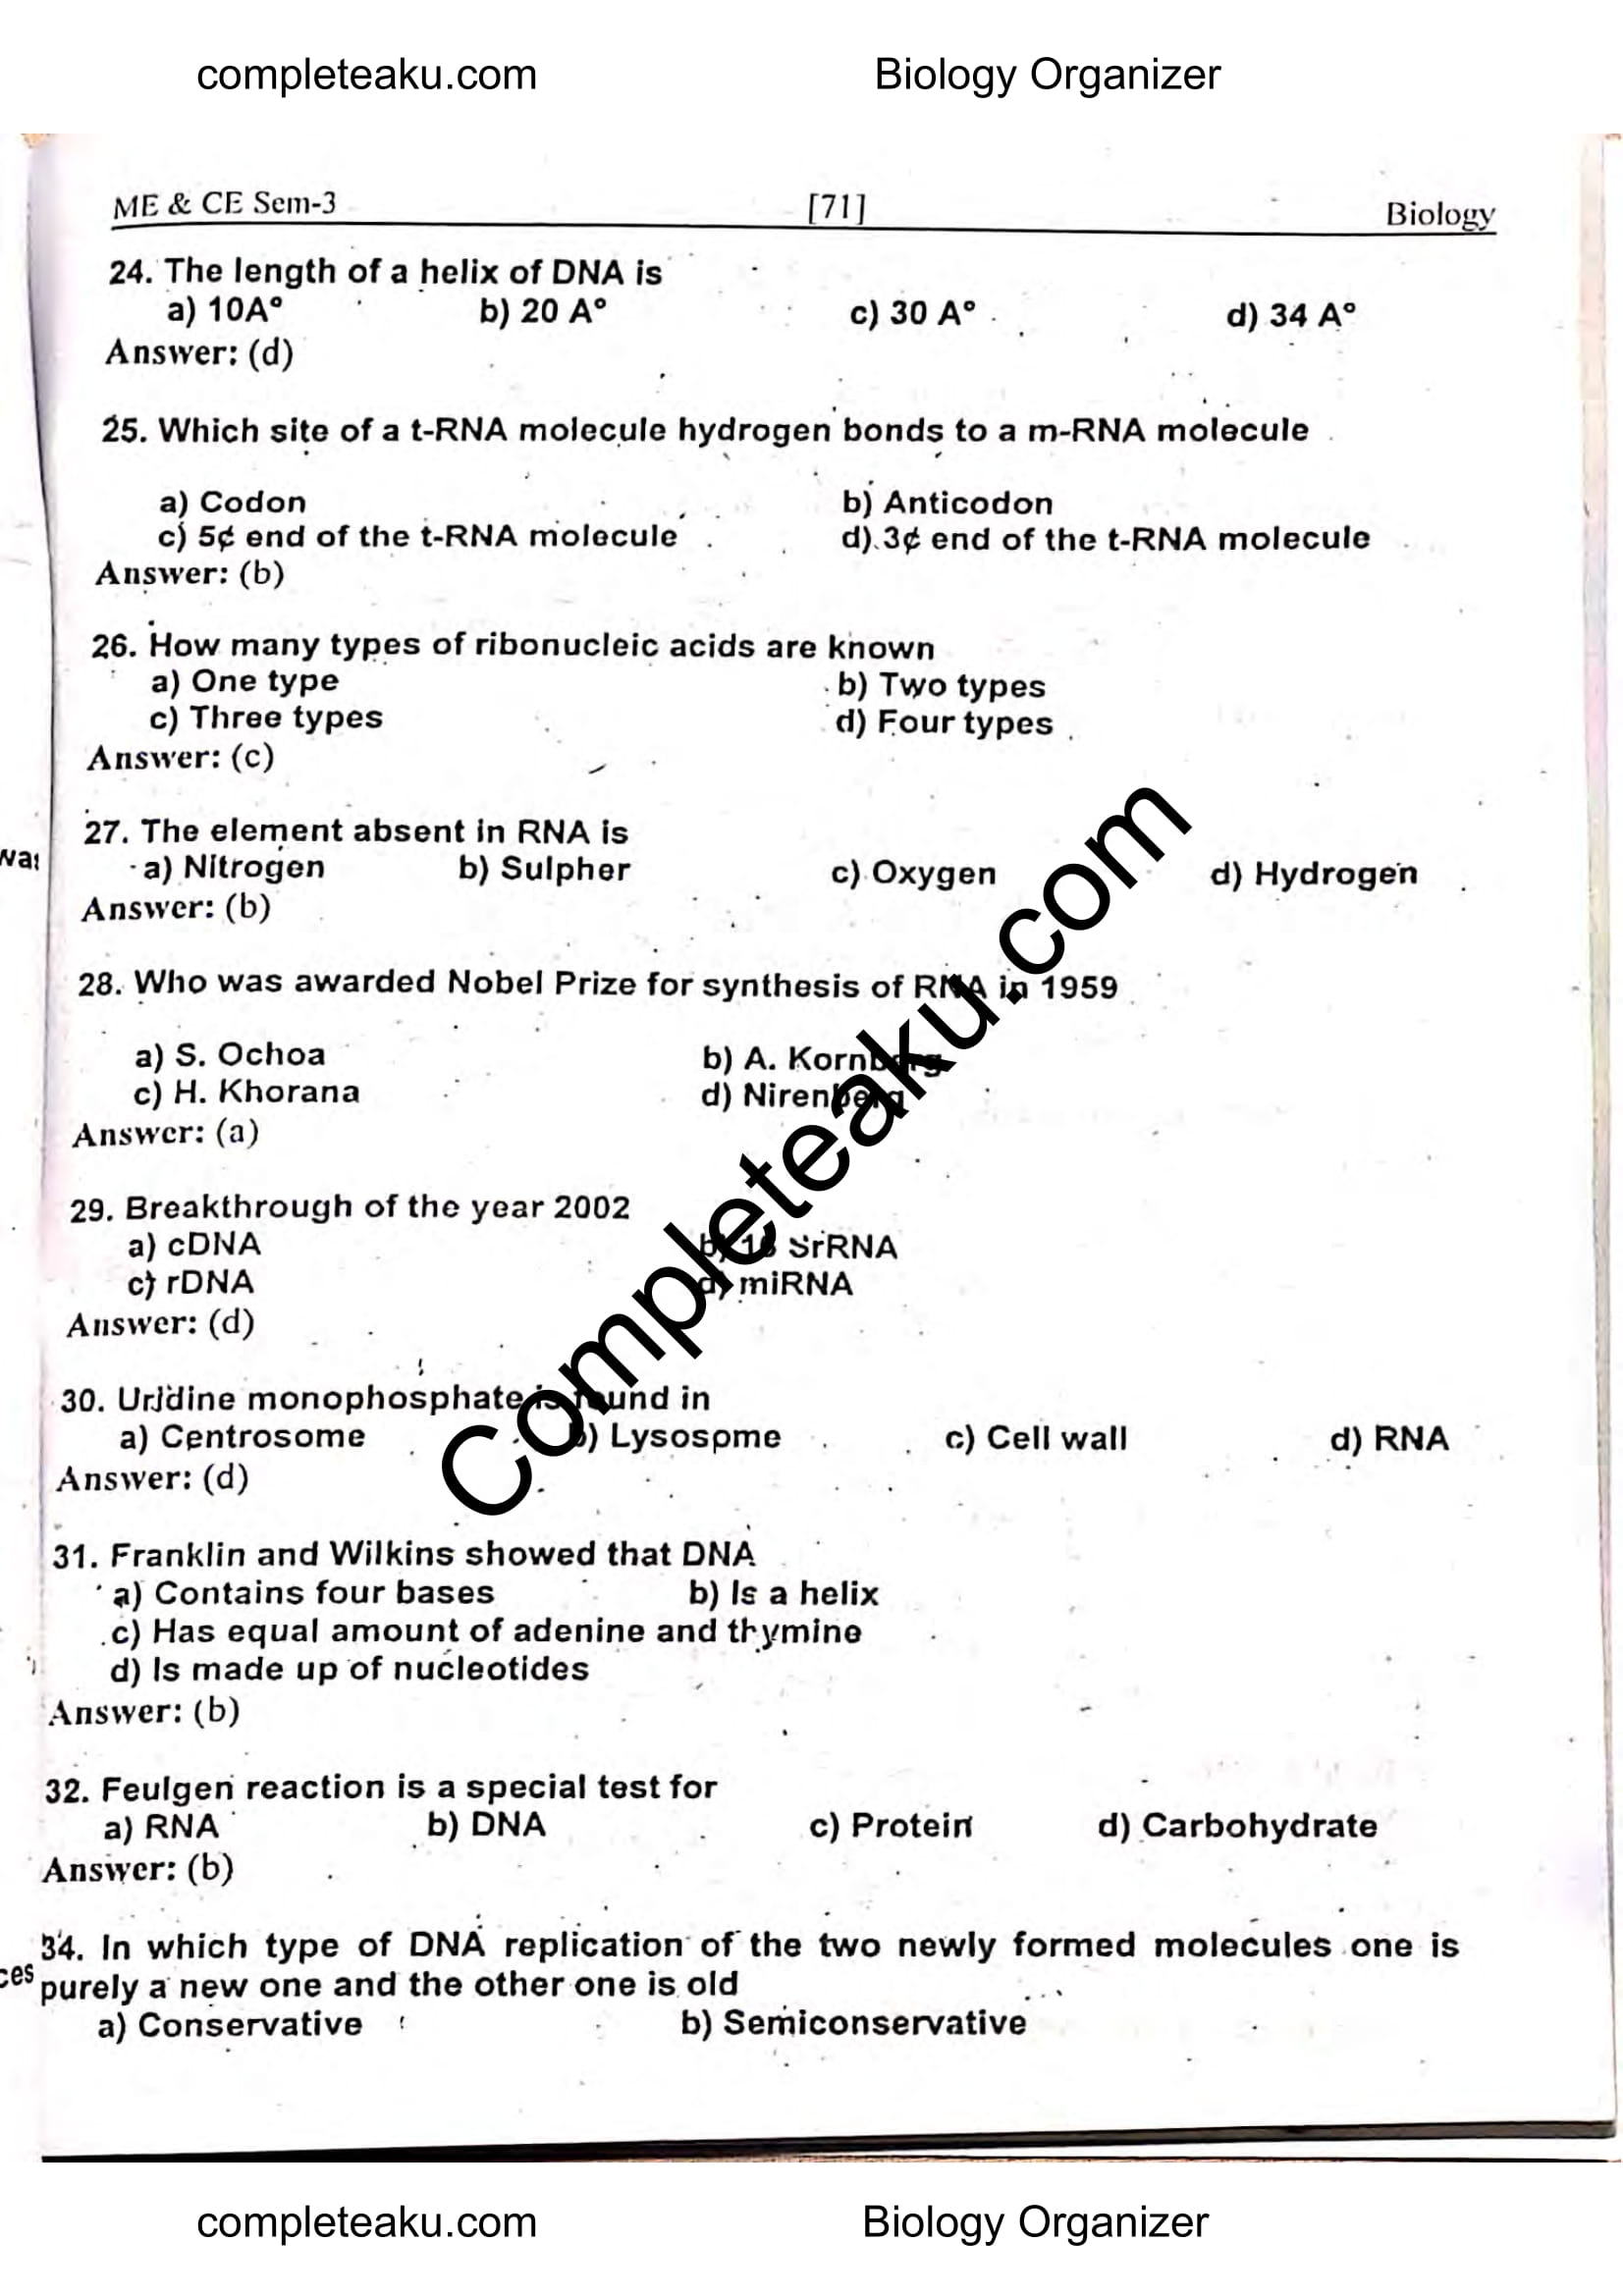 completeaku.com Biology Organizer
ME & CE Sem-3 [71] Biology
24. The length of a helix of DNA is
a) 10Aº b) 20 Aº c) 30 Aº d) 34 Aº
Answer: (d)
25. Which site of a t-RNA molecule hydrogen bonds to a m-RNA molecule
a) Codon b) Anticodon
c) 5¢ end of the t-RNA molecule d) 3¢ end of the t-RNA molecule
Answer: (b)
26. How many types of ribonucleic acids are known
a) One type b) Two types
c) Three types d) Four types
Answer: (c)
27. The element absent in RNA is
a) Nitrogen b) Sulpher c) Oxygen d) Hydrogen
Answer: (b)
28. Who was awarded Nobel Prize for synthesis of RNA in 1959
a) S. Ochoa b) A. Kornberg
c) H. Khorana d) Nirenberg
Answer: (a)
29. Breakthrough of the year 2002
a) cDNA b) 16 SrRNA
c) rDNA d) miRNA
Answer: (d)
30. Uridine monophosphate is found in
a) Centrosome b) Lysospme c) Cell wall d) RNA
Answer: (d)
31. Franklin and Wilkins showed that DNA
a) Contains four bases b) Is a helix
c) Has equal amount of adenine and thymine
d) Is made up of nucleotides
Answer: (b)
32. Feulgen reaction is a special test for
a) RNA b) DNA c) Protein d) Carbohydrate
Answer: (b)
34. In which type of DNA replication of the two newly formed molecules one is
purely a new one and the other one is old
a) Conservative b) Semiconservative
Completeaku.com
completeaku.com Biology Organizer